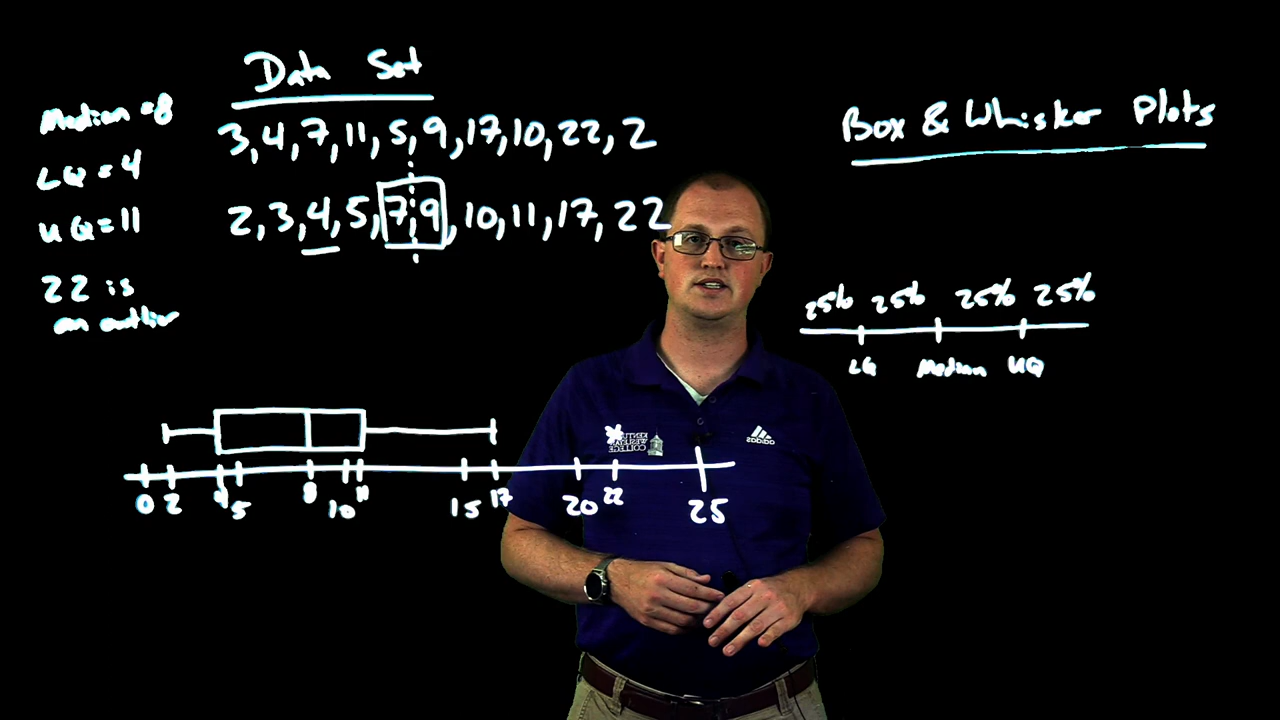 Data Set
Median = 8
3, 4, 7, 11, 5, 9, 17, 10, 22, 2
LQ = 4
UQ = 11
2, 3, 4, 5, 7, 9, 10, 11, 17, 22
22 is
an outlier
Box & Whisker Plots
25% 25% 25% 25%
LQ Median UQ
0 2 4 5 8 10 11 15 17 20 22 25
COLLEGE
adidas